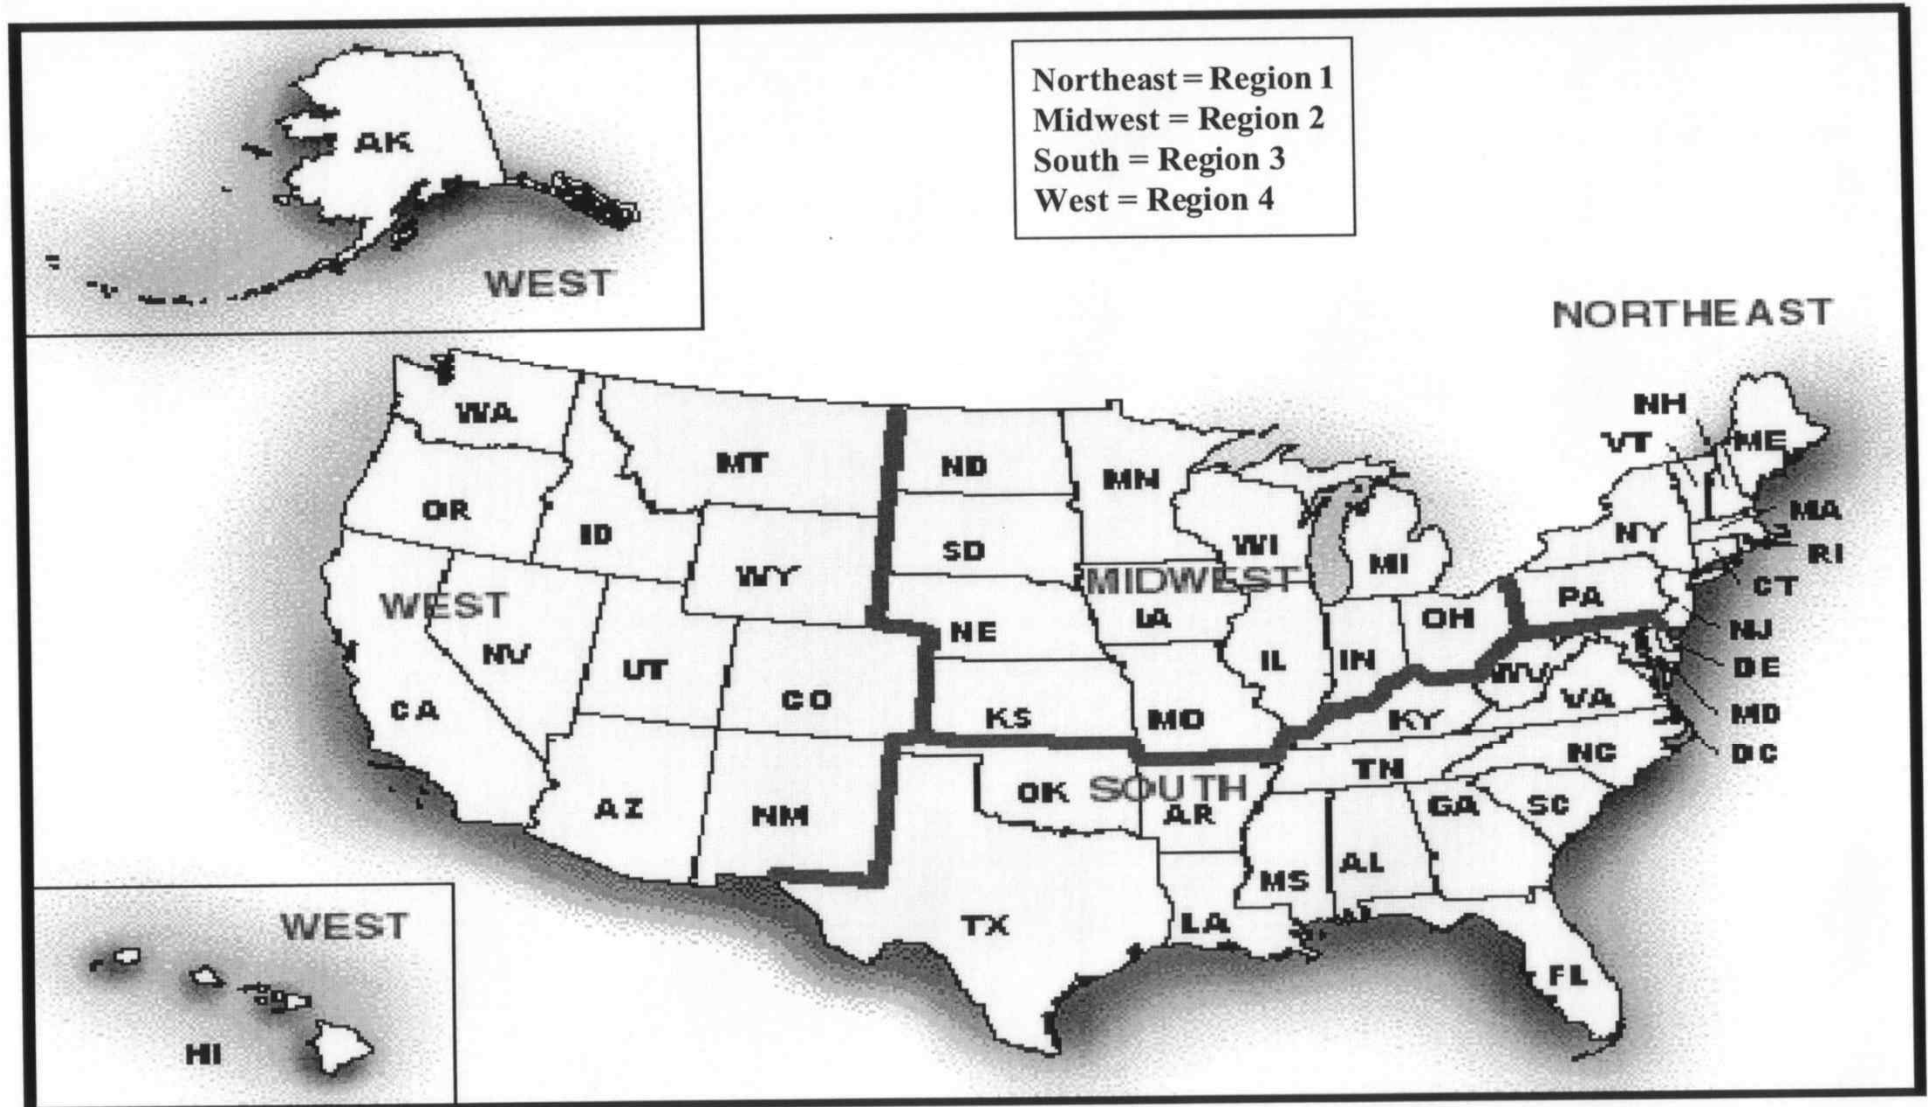 AK
WEST
Northeast = Region 1
Midwest = Region 2
South = Region 3
West = Region 4
NORTHEAST
WA
MT
ND
MN
NH
VT
ME
OR
ID
SD
WI
MI
NY
MA
RI
WY
MIDWEST
CT
WEST
NE
IA
OH
PA
NJ
NV
UT
IL
IN
WV
DE
CA
CO
KS
MO
KY
VA
MD
DC
AZ
NM
OK
SOUTH
AR
TN
NC
GA
SC
TX
LA
MS
AL
FL
WEST
HI